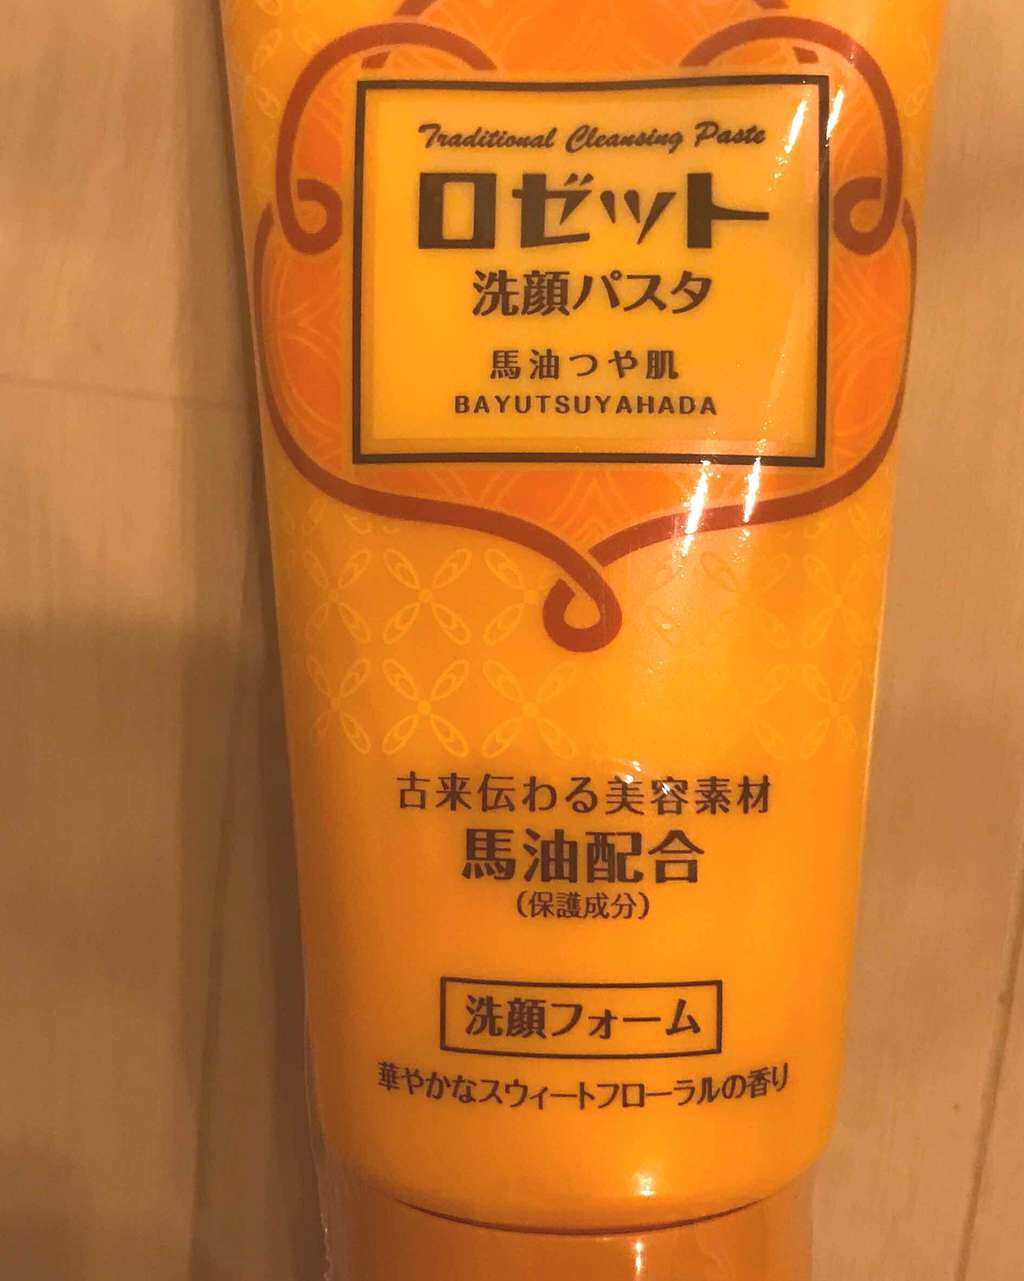 Traditional Cleansing Paste
ロゼット
洗顔パスタ
馬油つや肌
BAYUTSUYAHADA
古来伝わる美容素材
馬油配合
(保護成分)
洗顔フォーム
華やかなスウィートフローラルの香り